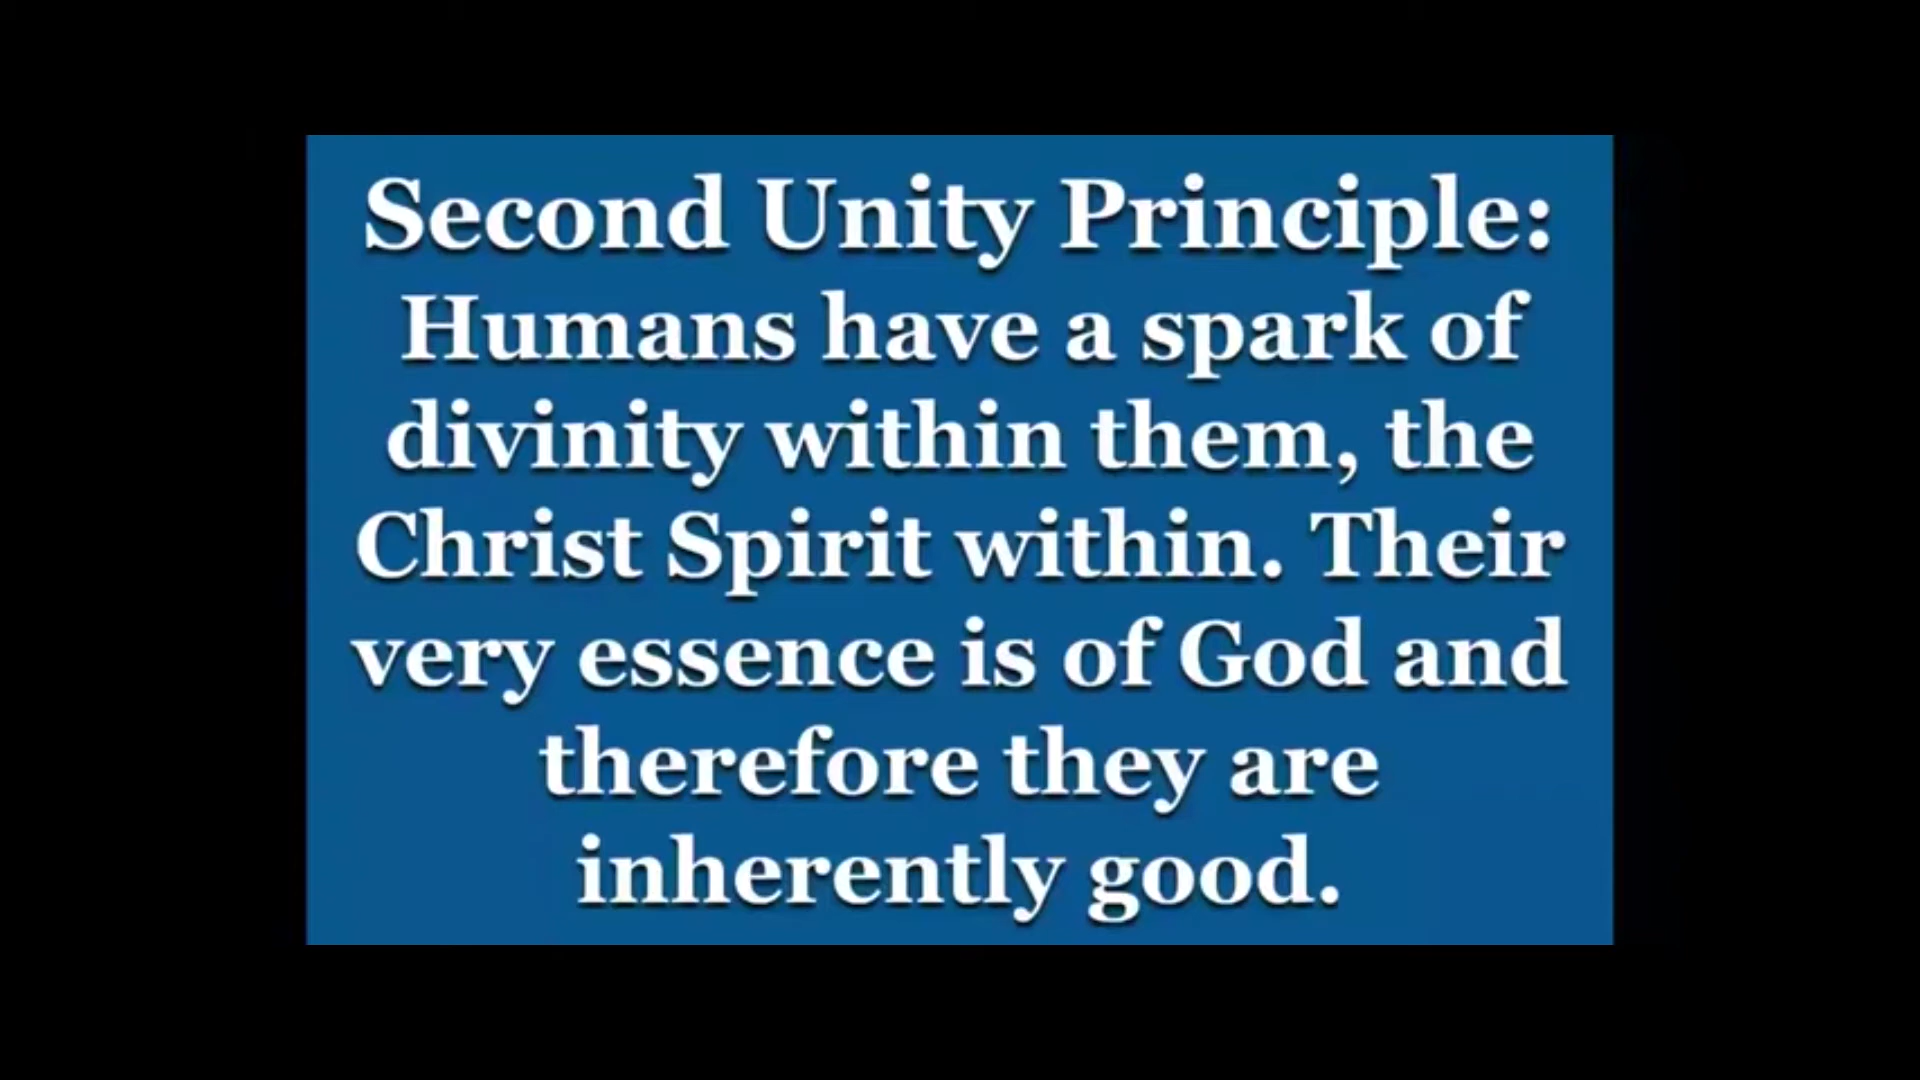 Second Unity Principle:
Humans have a spark of
divinity within them, the
Christ Spirit within. Their
very essence is of God and
therefore they are
inherently good.